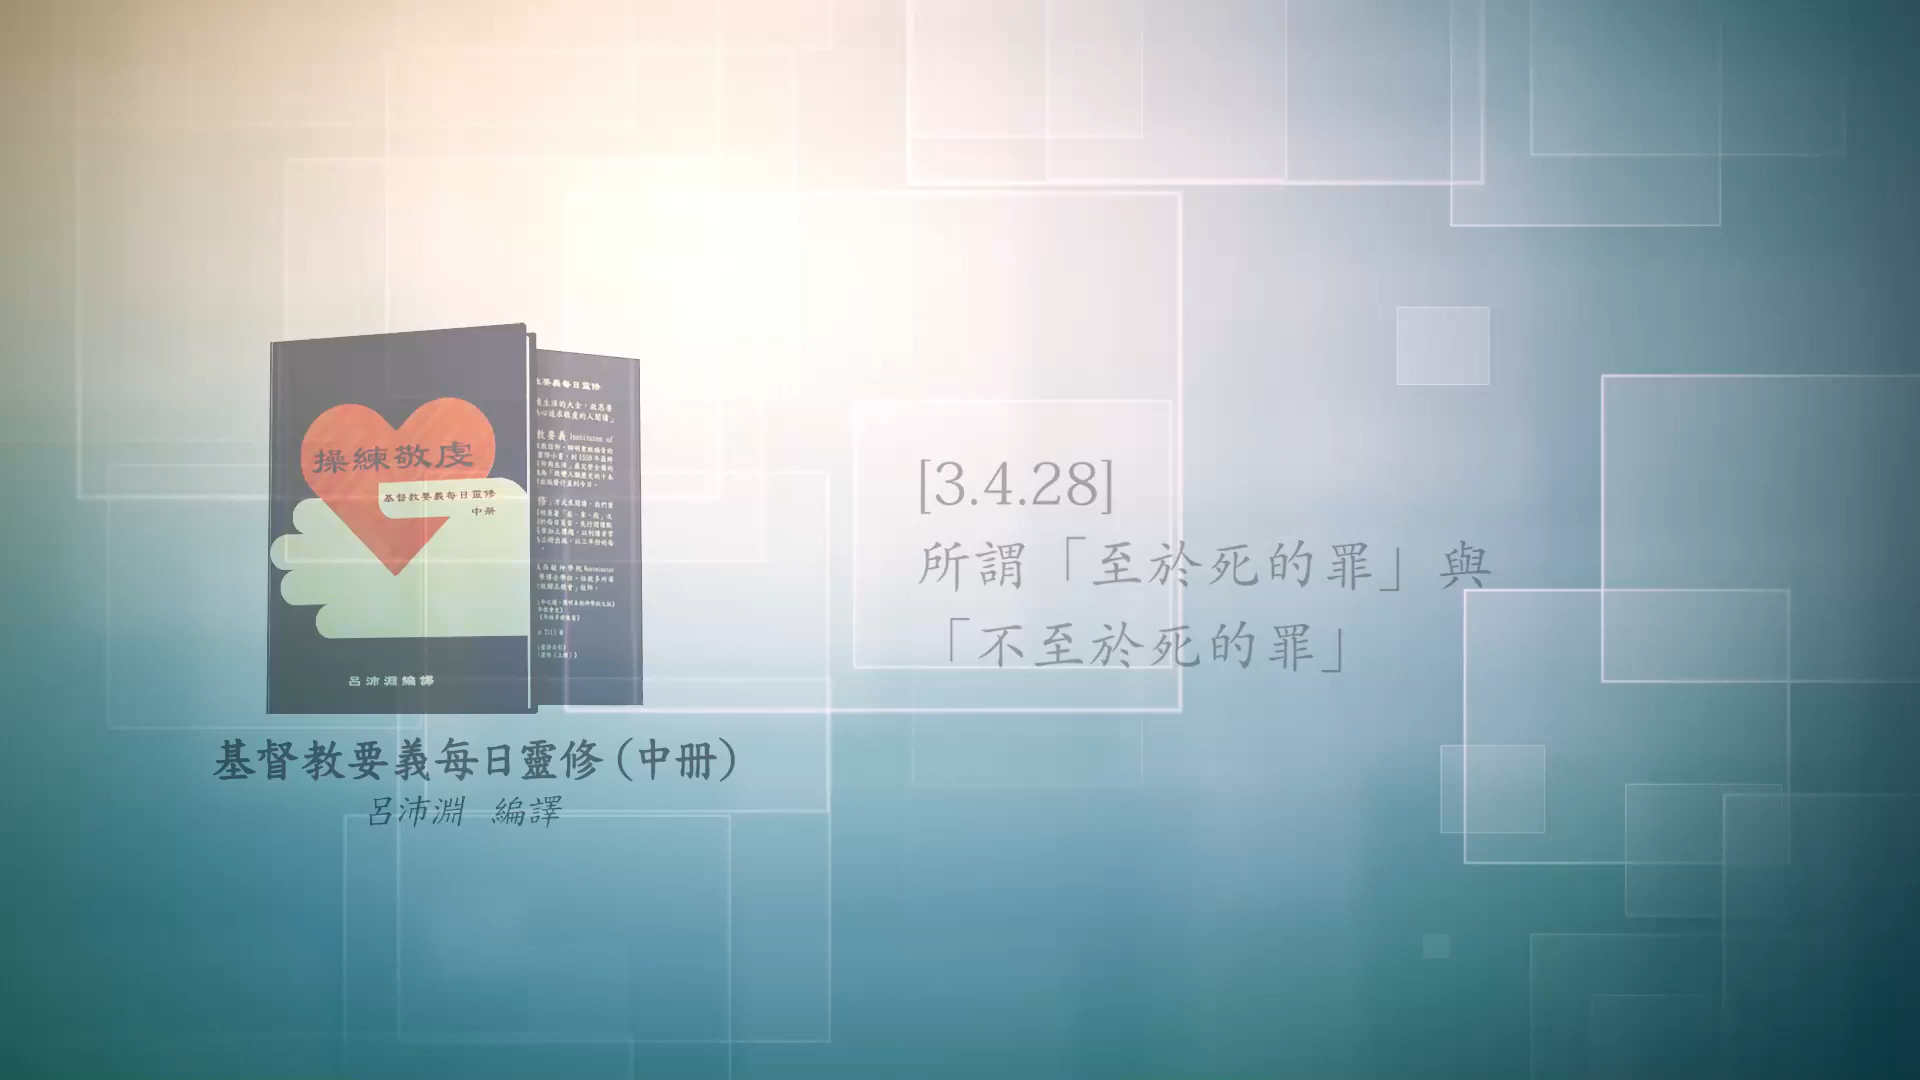 操練敬虔
基督教要義每日靈修
中册
呂沛淵編譯
基督教要義每日靈修(中册)
呂沛淵 編譯
[3.4.28]
所謂「至於死的罪」與
「不至於死的罪」